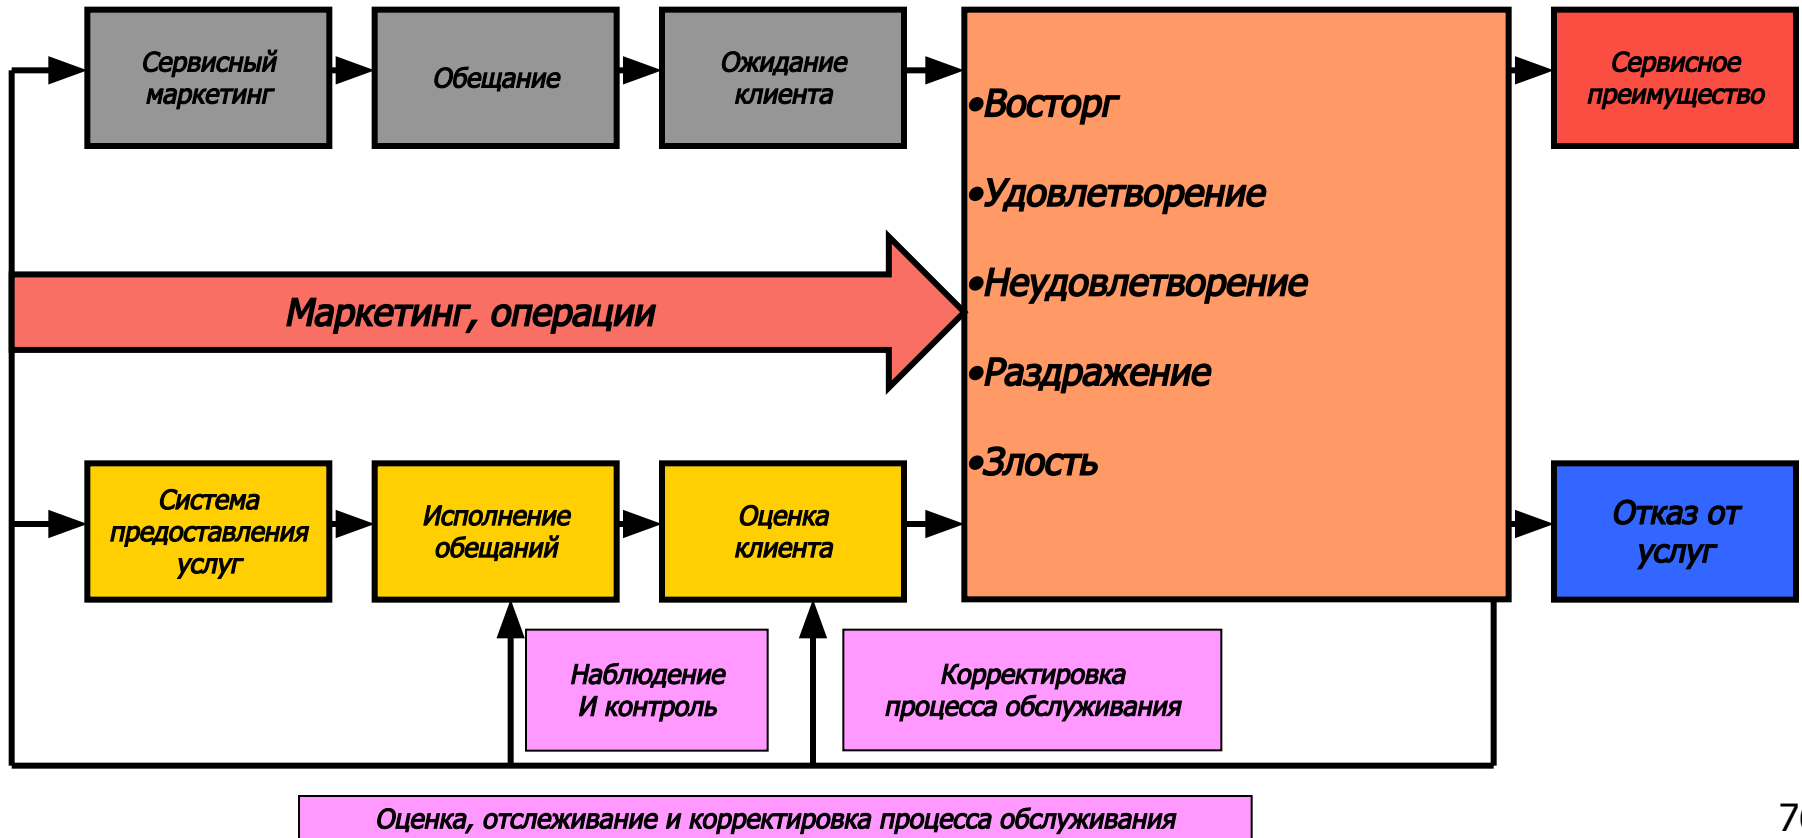 Сервисный
маркетинг
Обещание
Ожидание
клиента
•Восторг
•Удовлетворение
•Неудовлетворение
•Раздражение
•Злость
Сервисное
преимущество
Маркетинг, операции
Система
предоставления
услуг
Исполнение
обещаний
Оценка
клиента
Отказ от
услуг
Наблюдение
И контроль
Корректировка
процесса обслуживания
Оценка, отслеживание и корректировка процесса обслуживания